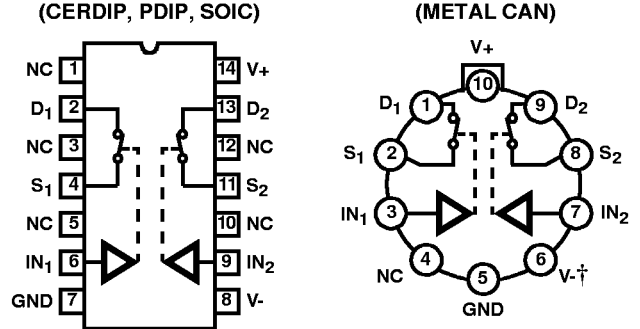 (CERDIP, PDIP, SOIC)
NC 1 14 V+
D1 2 13 D2
NC 3 12 NC
S1 4 11 S2
NC 5 10 NC
IN1 6 9 IN2
GND 7 8 V-
(METAL CAN)
V+
10
D1 1 9 D2
S1 2 8 S2
IN1 3 7 IN2
NC 4 6 V-†
5
GND